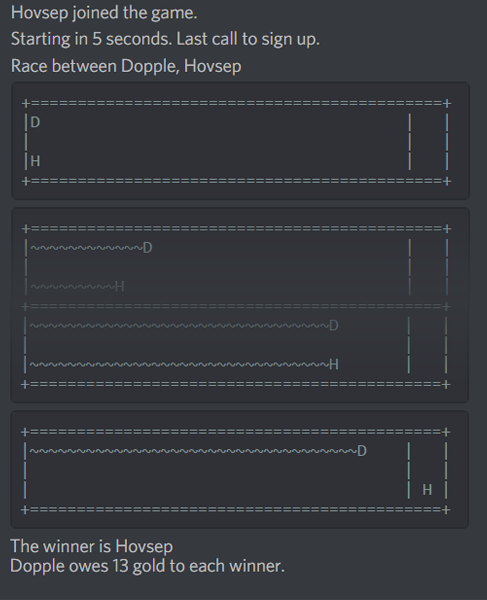 Hovsep joined the game.
Starting in 5 seconds. Last call to sign up.
Race between Dopple, Hovsep
+============================================+
|D                                       |   |
|                                        |   |
|H                                       |   |
+============================================+
+============================================+
|~~~~~~~~~~~~D                           |   |
|                                        |   |
|~~~~~~~~~H                              |   |
+============================================+
|~~~~~~~~~~~~~~~~~~~~~~~~~~~~~~~~D       |   |
|                                        |   |
|~~~~~~~~~~~~~~~~~~~~~~~~~~~~~~~~H       |   |
+============================================+
+============================================+
|~~~~~~~~~~~~~~~~~~~~~~~~~~~~~~~~~~~D    |   |
|                                        |   |
|                                        | H |
+============================================+
The winner is Hovsep
Dopple owes 13 gold to each winner.